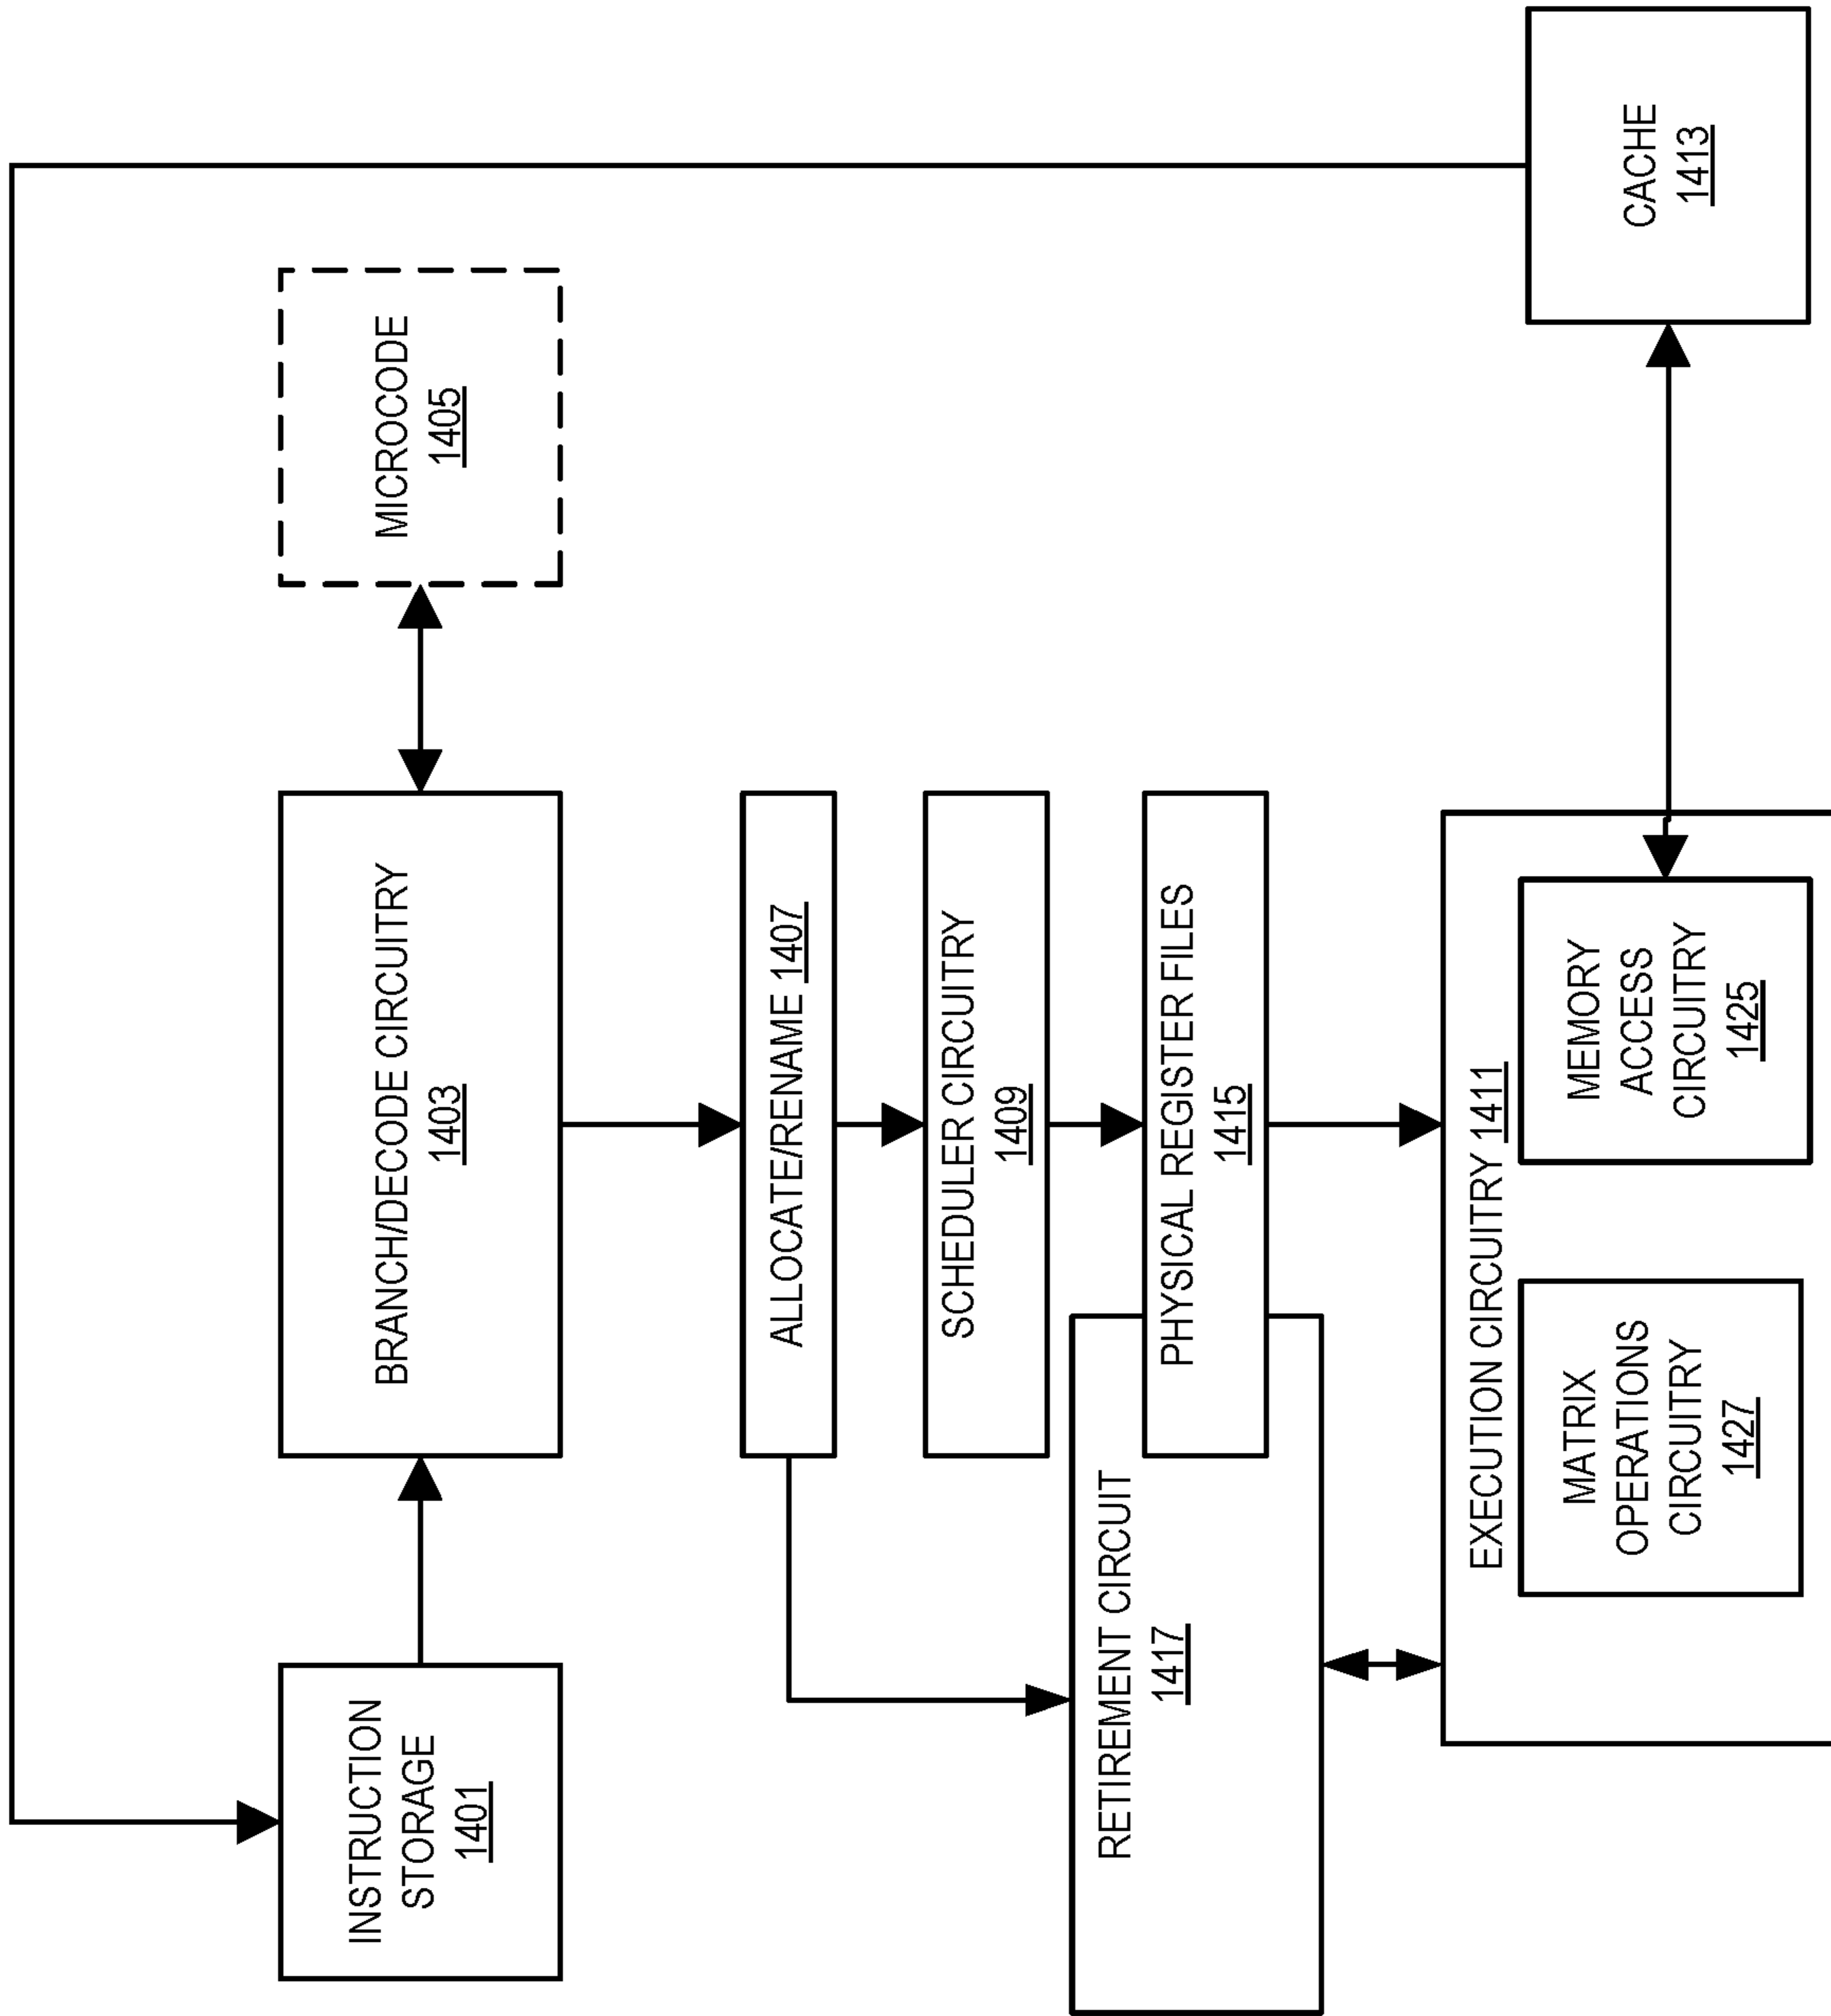 INSTRUCTION
STORAGE
1401
BRANCH/DECODE CIRCUITRY
1403
MICROCODE
1405
ALLOCATE/RENAME 1407
SCHEDULER CIRCUITRY
1409
RETIREMENT CIRCUIT
1417
PHYSICAL REGISTER FILES
1415
EXECUTION CIRCUITRY 1411
MATRIX
OPERATIONS
CIRCUITRY
1427
MEMORY
ACCESS
CIRCUITRY
1425
CACHE
1413